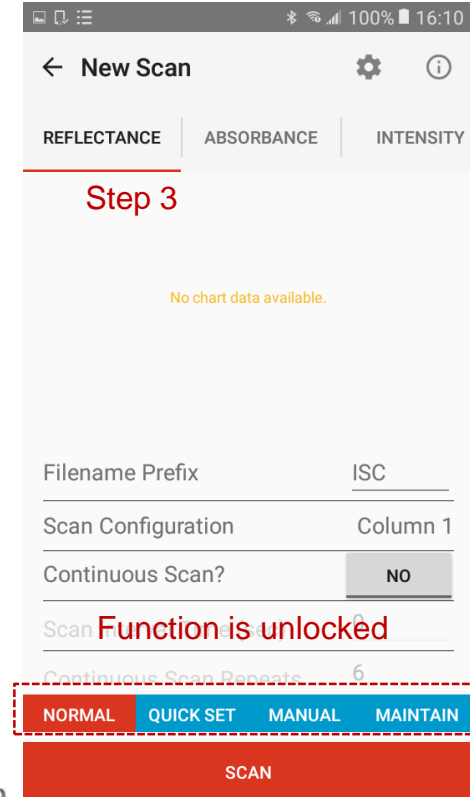 100% 16:10
New Scan
REFLECTANCE ABSORBANCE INTENSITY
Step 3
No chart data available.
Filename Prefix ISC
Scan Configuration Column 1
Continuous Scan? NO
Scan
Function is unlocked
Continuous Scan Repeats 6
NORMAL QUICK SET MANUAL MAINTAIN
SCAN